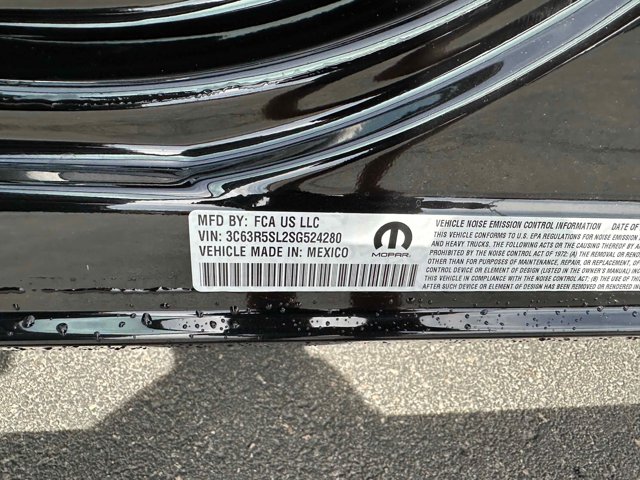 MFD BY: FCA US LLC
VIN: 3C63R5SL2SG524280
VEHICLE MADE IN: MEXICO
MOPAR
VEHICLE NOISE EMISSION CONTROL INFORMATION DATE OF
THIS VEHICLE CONFORMS TO U.S. EPA REGULATIONS FOR NOISE EMISSION
AND HEAVY TRUCKS. THE FOLLOWING ACTS OR THE CAUSING THEREOF BY A
THE NOISE CONTROL ACT OF 1972: (A) THE REMOVAL OR REND
OTHER THAN FOR PURPOSES OF MAINTENANCE, REPAIR, OR REPLACEMENT, OF
CONTROL DEVICE OR ELEMENT OF DESIGN (LISTED IN THE OWNER'S MANUAL)
VEHICLE IN COMPLIANCE WITH THE NOISE CONTROL ACT; (B)
AFTER SUCH DEVICE OR ELEMENT OF DESIGN HAS BEEN REMOVED OR RENDERED INO